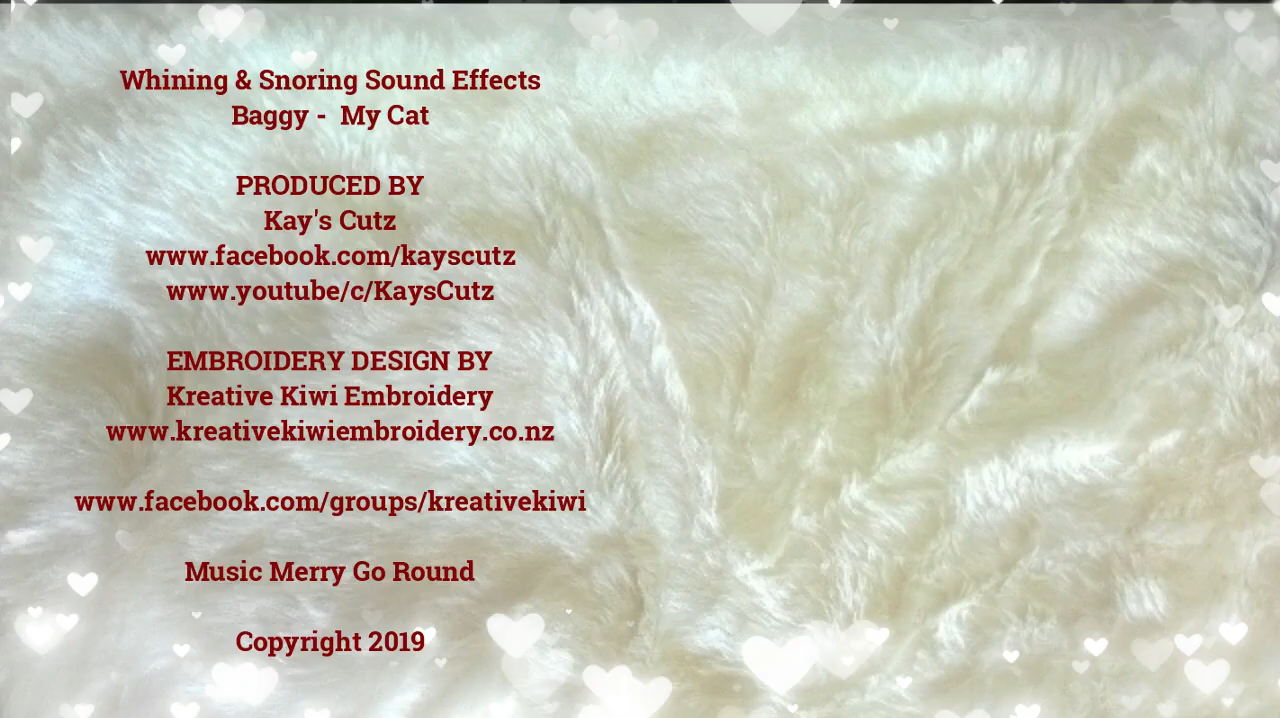 Whining & Snoring Sound Effects
Baggy -  My Cat
PRODUCED BY
Kay's Cutz
www.facebook.com/kayscutz
www.youtube/c/KaysCutz
EMBROIDERY DESIGN BY
Kreative Kiwi Embroidery
www.kreativekiwiembroidery.co.nz
www.facebook.com/groups/kreativekiwi
Music Merry Go Round
Copyright 2019